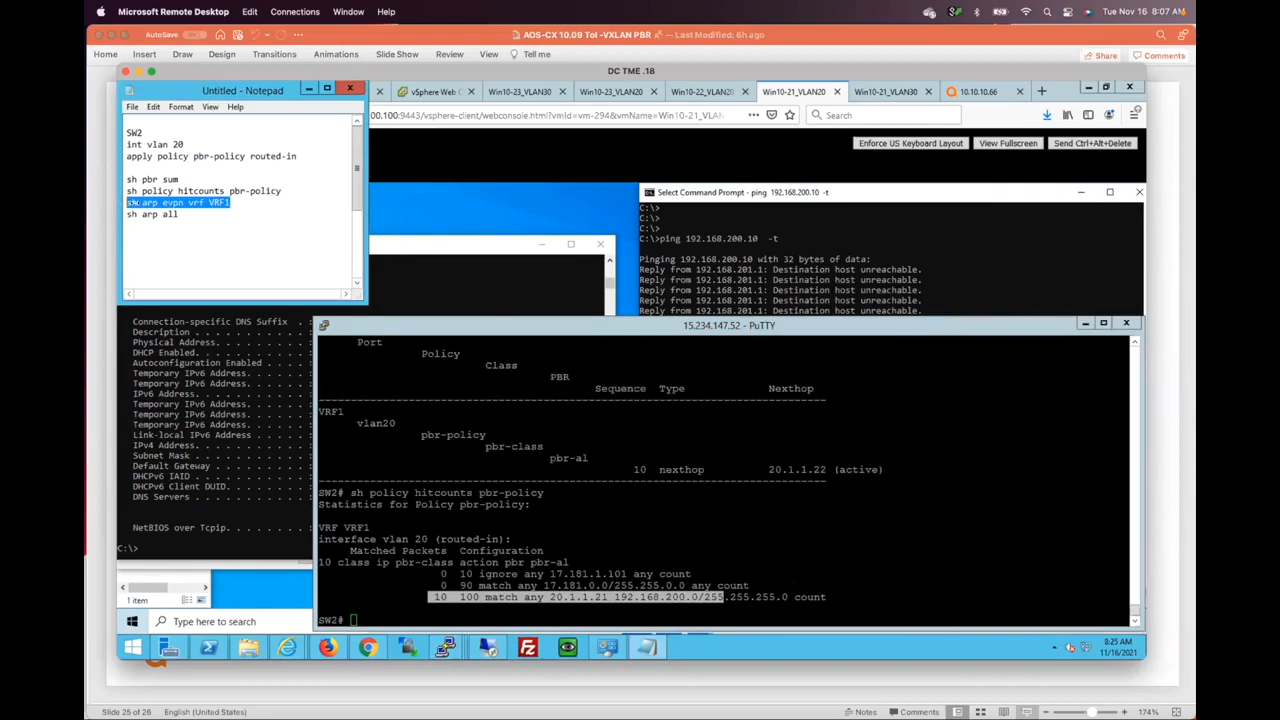 Microsoft Remote Desktop Edit Connections Window Help
Tue Nov 16 8:07 AM
AutoSave
AOS-CX 10.09 ToI -VXLAN PBR — Last Modified: 6h ago
Home Insert Draw Design Transitions Animations Slide Show Review View Tell me
Share Comments
DC TME .18
Untitled - Notepad
File Edit Format View Help
SW2
int vlan 20
apply policy pbr-policy routed-in
sh pbr sum
sh policy hitcounts pbr-policy
sh arp evpn vrf VRF1
sh arp all
vSphere Web C
Win10-23_VLAN30
Win10-23_VLAN20
Win10-22_VLAN20
Win10-21_VLAN20
Win10-21_VLAN30
10.10.10.66
00.100:9443/vsphere-client/webconsole.html?vmId=vm-294&vmName=Win10-21_VLAN
Search
Enforce US Keyboard Layout
View Fullscreen
Send Ctrl+Alt+Delete
Select Command Prompt - ping 192.168.200.10 -t
C:\>
C:\>
C:\>
C:\>ping 192.168.200.10 -t
Pinging 192.168.200.10 with 32 bytes of data:
Reply from 192.168.201.1: Destination host unreachable.
Reply from 192.168.201.1: Destination host unreachable.
Reply from 192.168.201.1: Destination host unreachable.
Reply from 192.168.201.1: Destination host unreachable.
Reply from 192.168.201.1: Destination host unreachable.
Connection-specific DNS Suffix . :
Description . . . . . . . . . . .
Physical Address. . . . . . . . .
DHCP Enabled. . . . . . . . . . .
Autoconfiguration Enabled . . . .
Temporary IPv6 Address. . . . . .
Temporary IPv6 Address. . . . . .
IPv6 Address. . . . . . . . . . .
Temporary IPv6 Address. . . . . .
Temporary IPv6 Address. . . . . .
Temporary IPv6 Address. . . . . .
Link-local IPv6 Address . . . . .
IPv4 Address. . . . . . . . . . .
Subnet Mask . . . . . . . . . . .
Default Gateway . . . . . . . . .
DHCPv6 IAID . . . . . . . . . . .
DHCPv6 Client DUID. . . . . . . .
DNS Servers . . . . . . . . . . .
NetBIOS over Tcpip. . . . . . . .
C:\>
15.234.147.52 - PuTTY
Port
Policy
Class
PBR
Sequence Type Nexthop
--------------------------------------------------------------------------------
VRF1
vlan20
pbr-policy
pbr-class
pbr-al
10 nexthop 20.1.1.22 (active)
--------------------------------------------------------------------------------
SW2# sh policy hitcounts pbr-policy
Statistics for Policy pbr-policy:
VRF VRF1
interface vlan 20 (routed-in):
Matched Packets Configuration
10 class ip pbr-class action pbr pbr-al
0 10 ignore any 17.181.1.101 any count
0 90 match any 17.181.0.0/255.255.0.0 any count
10 100 match any 20.1.1.21 192.168.200.0/255.255.255.0 count
SW2#
1 item
Type here to search
8:25 AM
11/16/2021
Slide 25 of 26 English (United States)
Notes Comments 174%